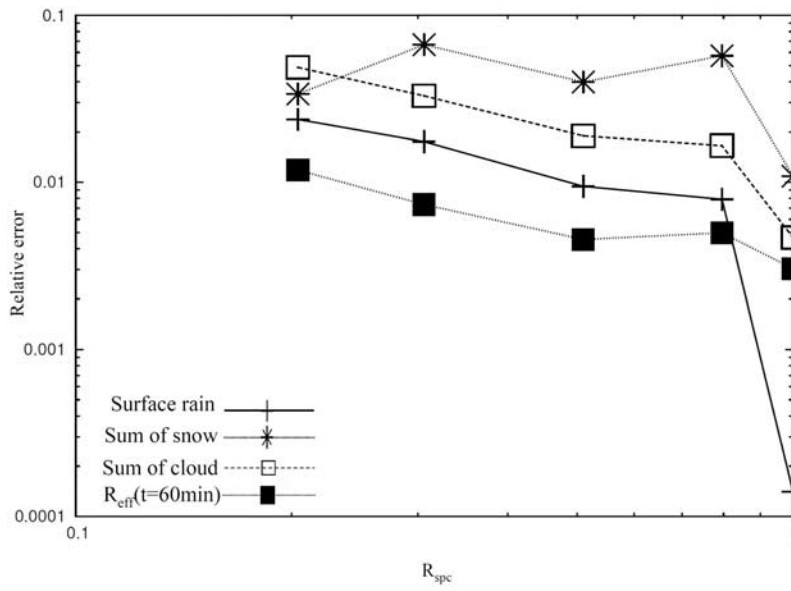 0.1
0.01
0.001
0.0001
Relative error
Surface rain
Sum of snow
Sum of cloud
R_eff(t=60min)
0.1
R_spc